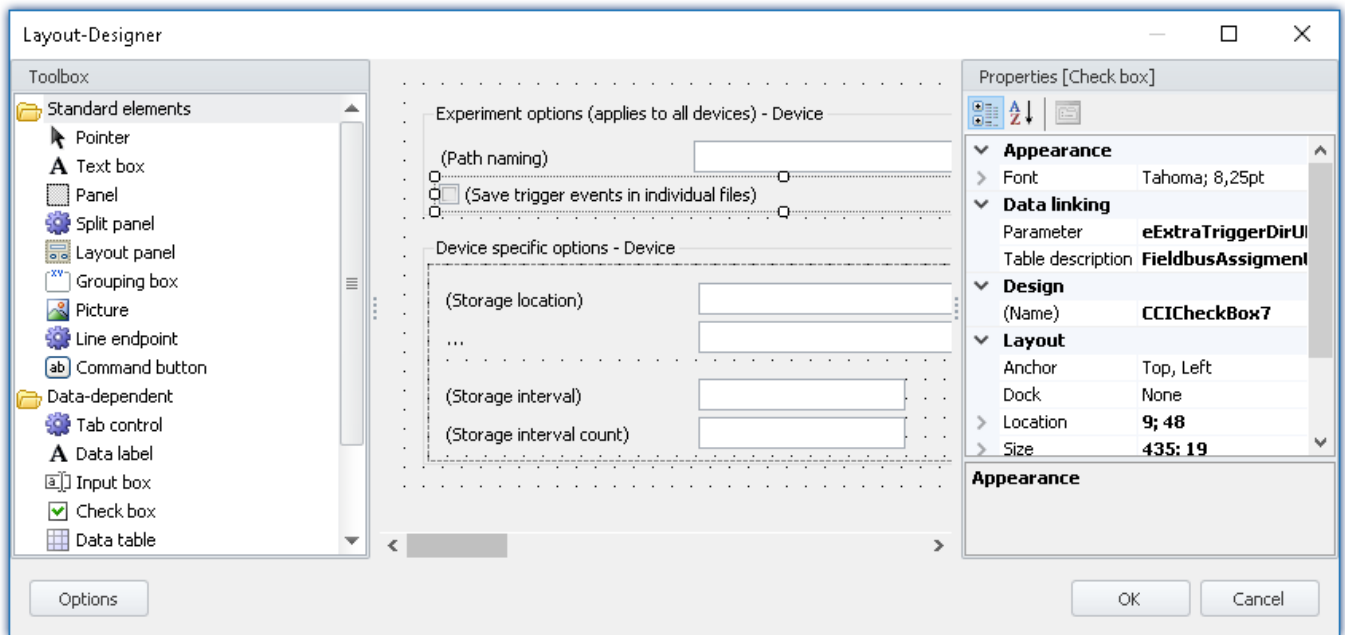 Layout-Designer
Toolbox
Standard elements
Pointer
A Text box
Panel
Split panel
Layout panel
Grouping box
Picture
Line endpoint
ab Command button
Data-dependent
Tab control
A Data label
Input box
Check box
Data table
Options
Experiment options (applies to all devices) - Device
(Path naming)
(Save trigger events in individual files)
Device specific options - Device
(Storage location)
...
(Storage interval)
(Storage interval count)
Properties [Check box]
Appearance
Font Tahoma; 8,25pt
Data linking
Parameter eExtraTriggerDirU
Table description FieldbusAssigment
Design
(Name) CCICheckBox7
Layout
Anchor Top, Left
Dock None
Location 9; 48
Size 435; 19
Appearance
OK Cancel